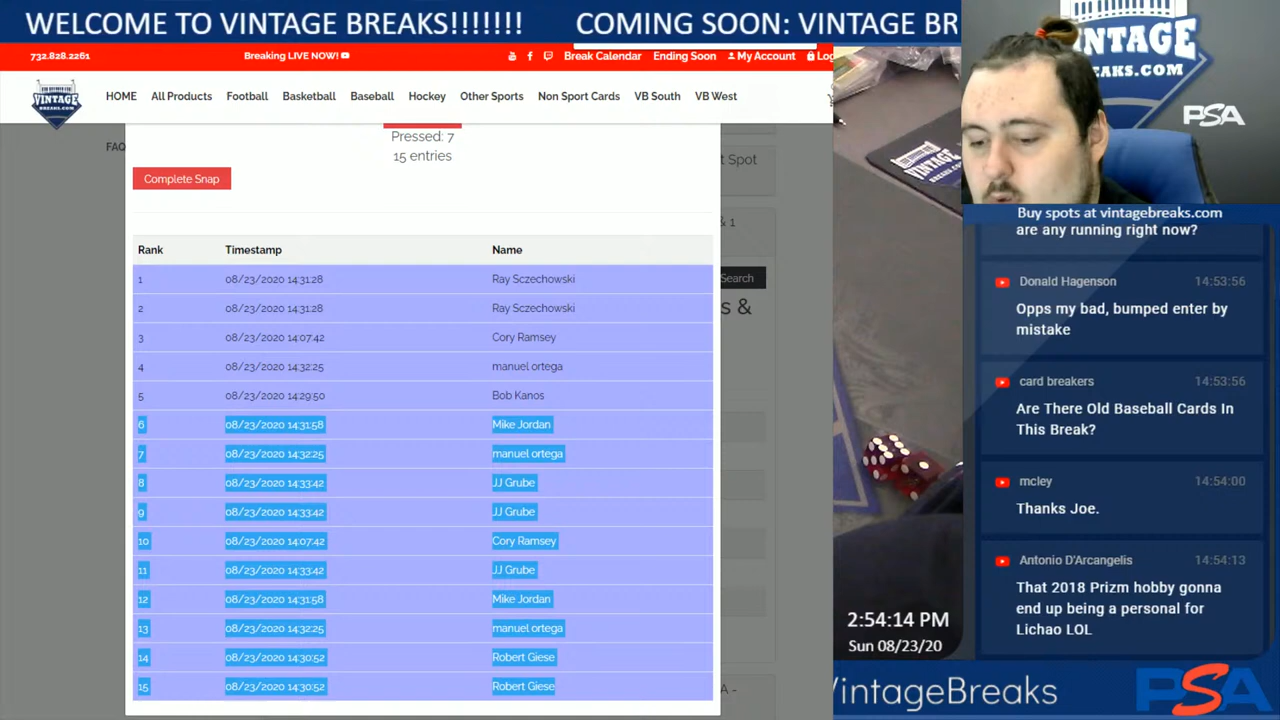 WELCOME TO VINTAGE BREAKS!!!!!!! COMING SOON: VINTAGE BR
732.828.2261
Breaking LIVE NOW!
Break Calendar Ending Soon My Account Log
VINTAGE
BREAKS.COM
HOME All Products Football Basketball Baseball Hockey Other Sports Non Sport Cards VB South VB West
NTAGE
EAKS.COM
PSA
VINTAGE
BREAKS
FAQ
Pressed: 7
15 entries
t Spot
Complete Snap
& 1
Search
s &
Rank Timestamp Name
1 08/23/2020 14:31:28 Ray Sczechowski
2 08/23/2020 14:31:28 Ray Sczechowski
3 08/23/2020 14:07:42 Cory Ramsey
4 08/23/2020 14:32:25 manuel ortega
5 08/23/2020 14:29:50 Bob Kanos
6 08/23/2020 14:31:58 Mike Jordan
7 08/23/2020 14:32:25 manuel ortega
8 08/23/2020 14:33:42 JJ Grube
9 08/23/2020 14:33:42 JJ Grube
10 08/23/2020 14:07:42 Cory Ramsey
11 08/23/2020 14:33:42 JJ Grube
12 08/23/2020 14:31:58 Mike Jordan
13 08/23/2020 14:32:25 manuel ortega
14 08/23/2020 14:30:52 Robert Giese
15 08/23/2020 14:30:52 Robert Giese
A -
Buy spots at vintagebreaks.com
are any running right now?
Donald Hagenson 14:53:56
Opps my bad, bumped enter by
mistake
card breakers 14:53:56
Are There Old Baseball Cards In
This Break?
mcley 14:54:00
Thanks Joe.
Antonio D'Arcangelis 14:54:13
That 2018 Prizm hobby gonna
end up being a personal for
Lichao LOL
2:54:14 PM
Sun 08/23/20
/VintageBreaks
PSA